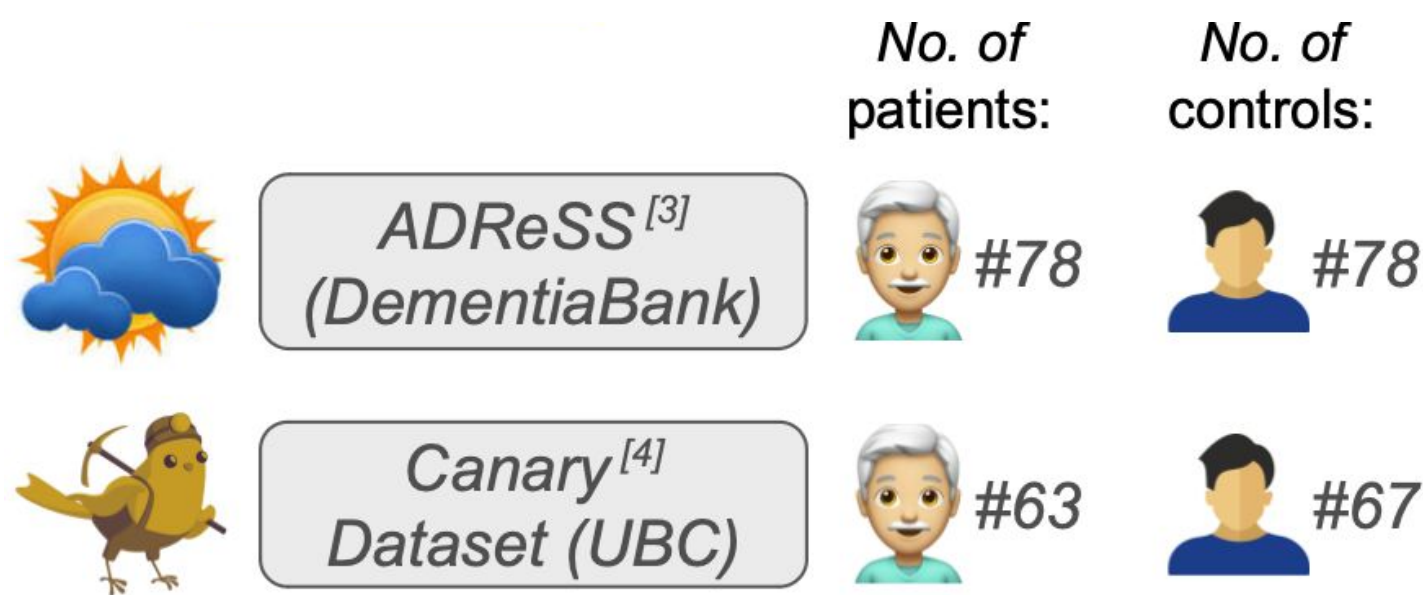 No. of
patients:
No. of
controls:
ADReSS [3]
(DementiaBank)
#78
#78
Canary [4]
Dataset (UBC)
#63
#67